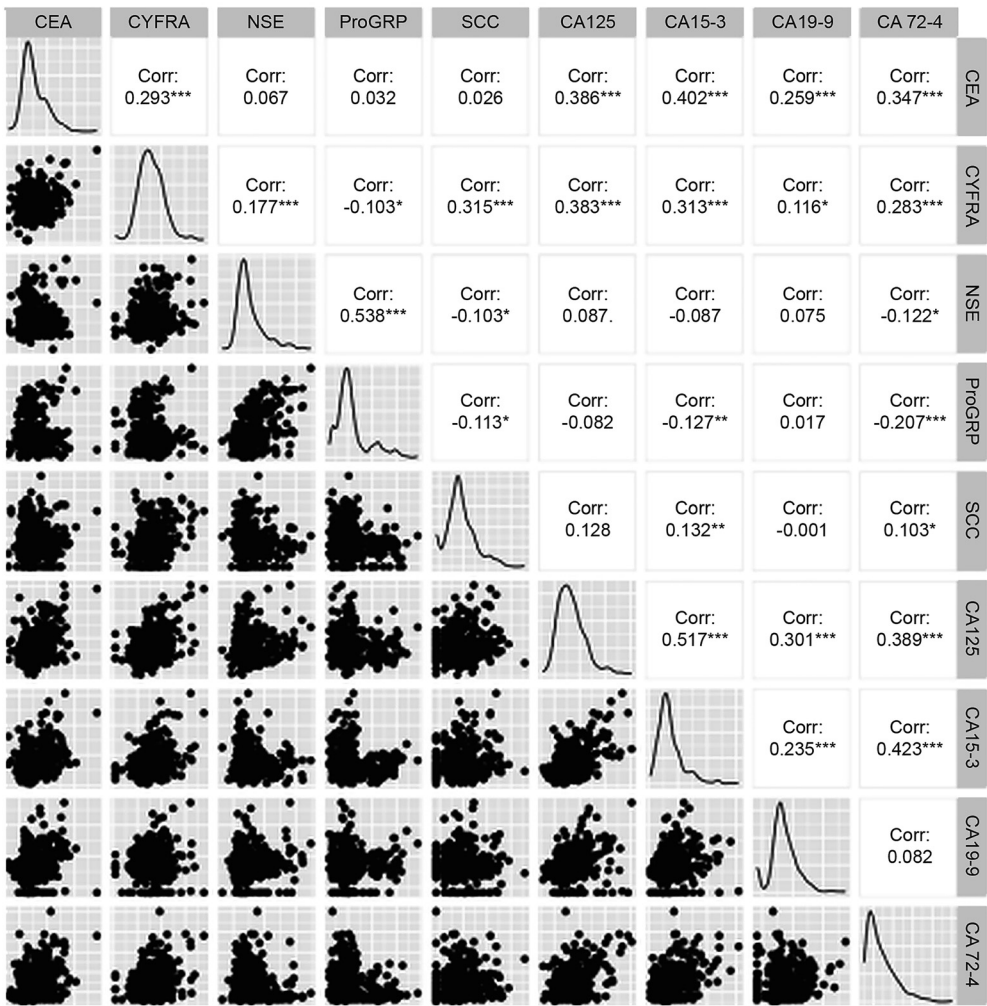 CEA CYFRA NSE ProGRP SCC CA125 CA15-3 CA19-9 CA 72-4
Corr: Corr: Corr: Corr: Corr: Corr: Corr: Corr:
0.293*** 0.067 0.032 0.026 0.386*** 0.402*** 0.259*** 0.347***
CEA
Corr: Corr: Corr: Corr: Corr: Corr: Corr:
0.177*** -0.103* 0.315*** 0.383*** 0.313*** 0.116* 0.283***
CYFRA
Corr: Corr: Corr: Corr: Corr: Corr:
0.538*** -0.103* 0.087. -0.087 0.075 -0.122*
NSE
Corr: Corr: Corr: Corr: Corr:
-0.113* -0.082 -0.127** 0.017 -0.207***
ProGRP
Corr: Corr: Corr: Corr:
0.128 0.132** -0.001 0.103*
SCC
Corr: Corr: Corr:
0.517*** 0.301*** 0.389***
CA125
Corr: Corr:
0.235*** 0.423***
CA15-3
Corr:
0.082
CA19-9
CA 72-4